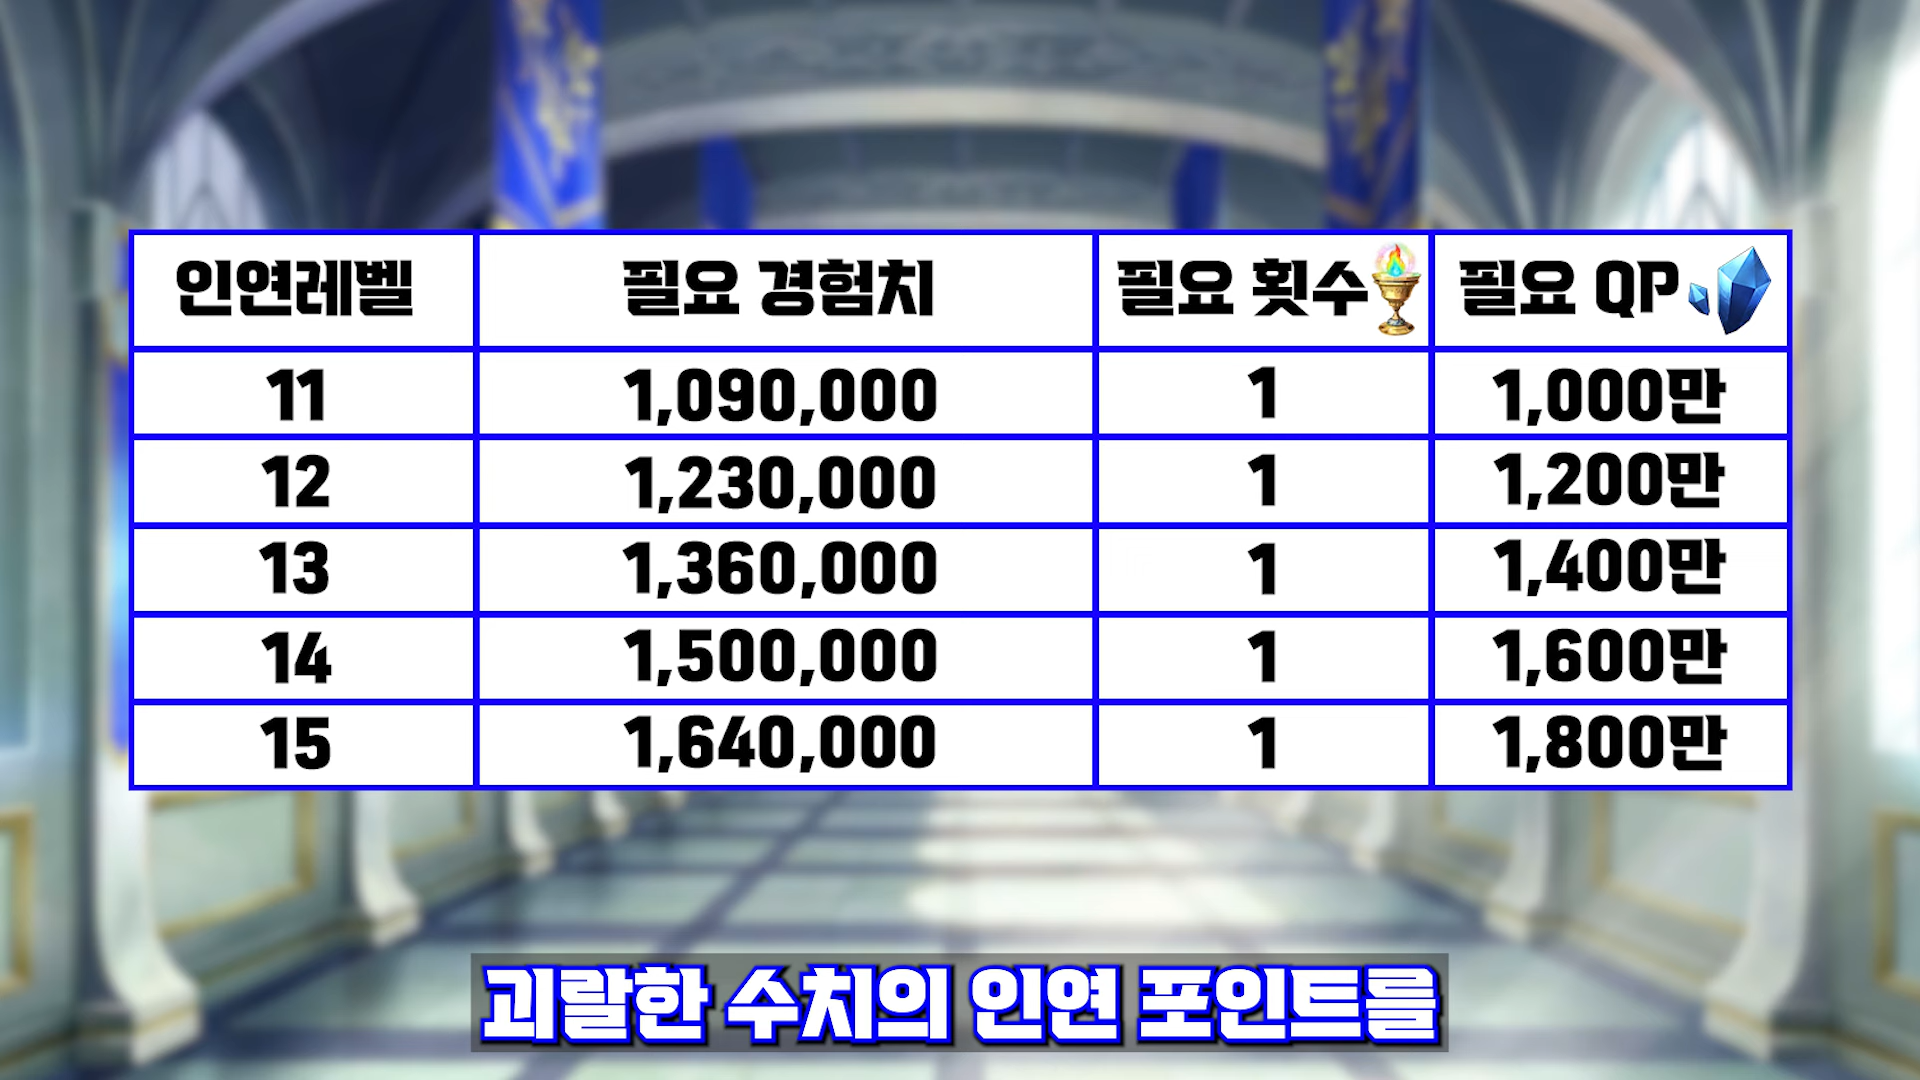 인연레벨 필요 경험치 필요 횟수 필요 QP
11 1,090,000 1 1,000만
12 1,230,000 1 1,200만
13 1,360,000 1 1,400만
14 1,500,000 1 1,600만
15 1,640,000 1 1,800만
괴랄한 수치의 인연 포인트를